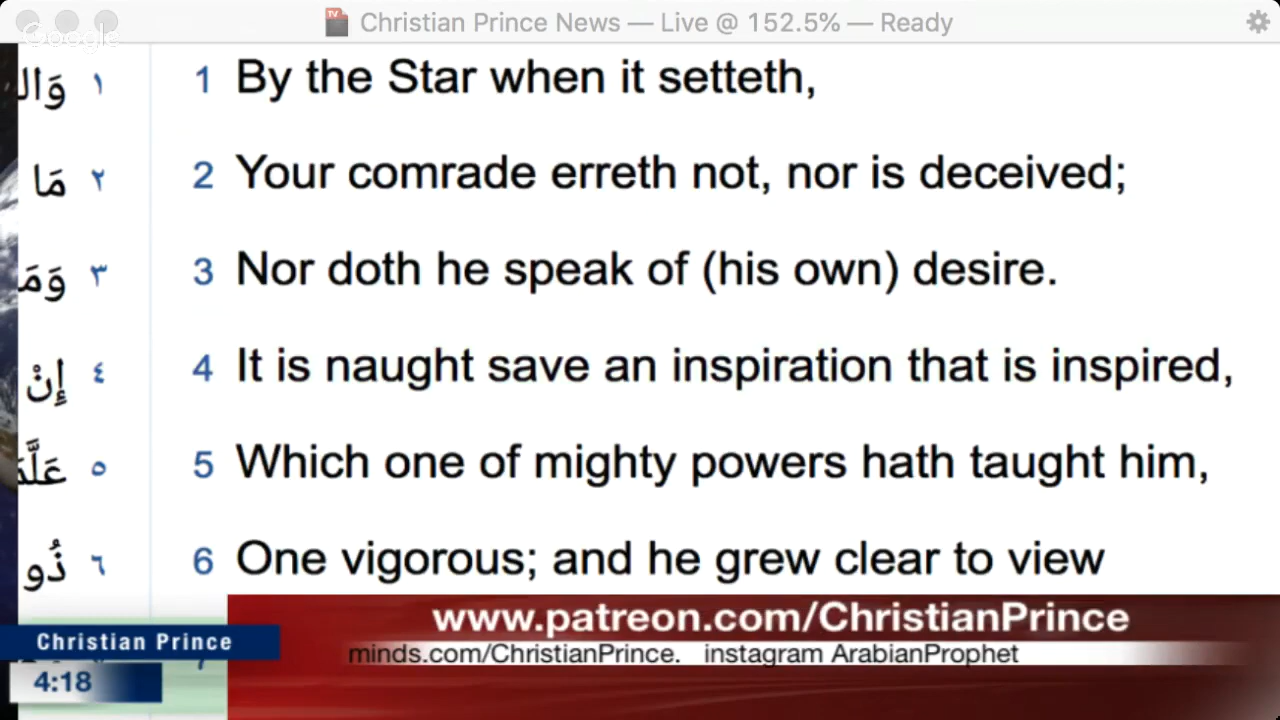 Christian Prince News — Live @ 152.5% — Ready
Google
١ 1 By the Star when it setteth,
مَا ٢ 2 Your comrade erreth not, nor is deceived;
٣ 3 Nor doth he speak of (his own) desire.
إِنْ ٤ 4 It is naught save an inspiration that is inspired,
٥ 5 Which one of mighty powers hath taught him,
ذُو ٦ 6 One vigorous; and he grew clear to view
www.patreon.com/ChristianPrince
Christian Prince
minds.com/ChristianPrince. instagram ArabianProphet
4:18